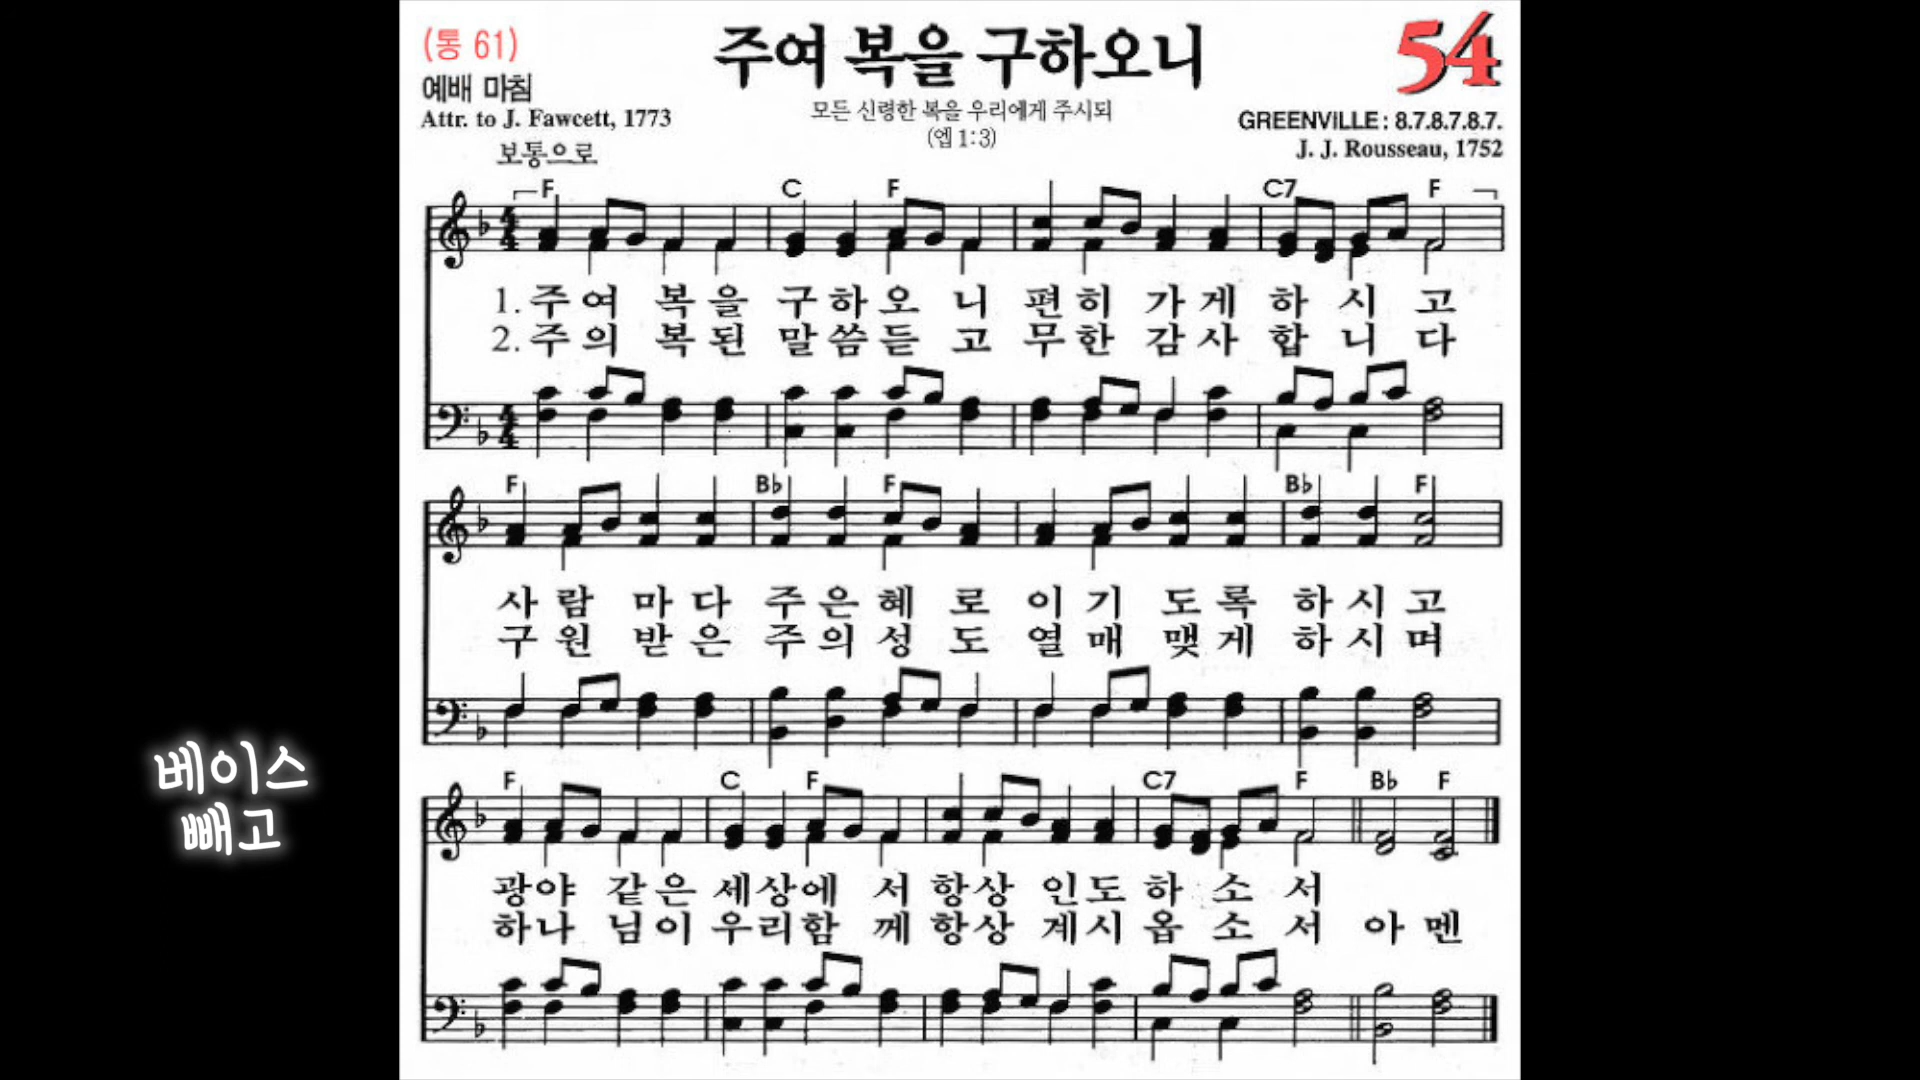 (통 61)
주여 복을 구하오니
54
예배 마침
Attr. to J. Fawcett, 1773
모든 신령한 복을 우리에게 주시되
(엡 1:3)
GREENVILLE: 8.7.8.7.8.7.
J. J. Rousseau, 1752
보통으로
F C F C7 F
1. 주여 복을 구하오니 편히 가게 하시고
2. 주의 복된 말씀듣고 무한 감사 합니다
F B♭ F B♭ F
사람 마다 주은혜로 이기 도록 하시고
구원 받은 주의성도 열매 맺게 하시며
F C F C7 F B♭ F
광야 같은 세상에서 항상 인도하소서
하나 님이 우리함께 항상 계시옵소서 아멘
베이스
빼고